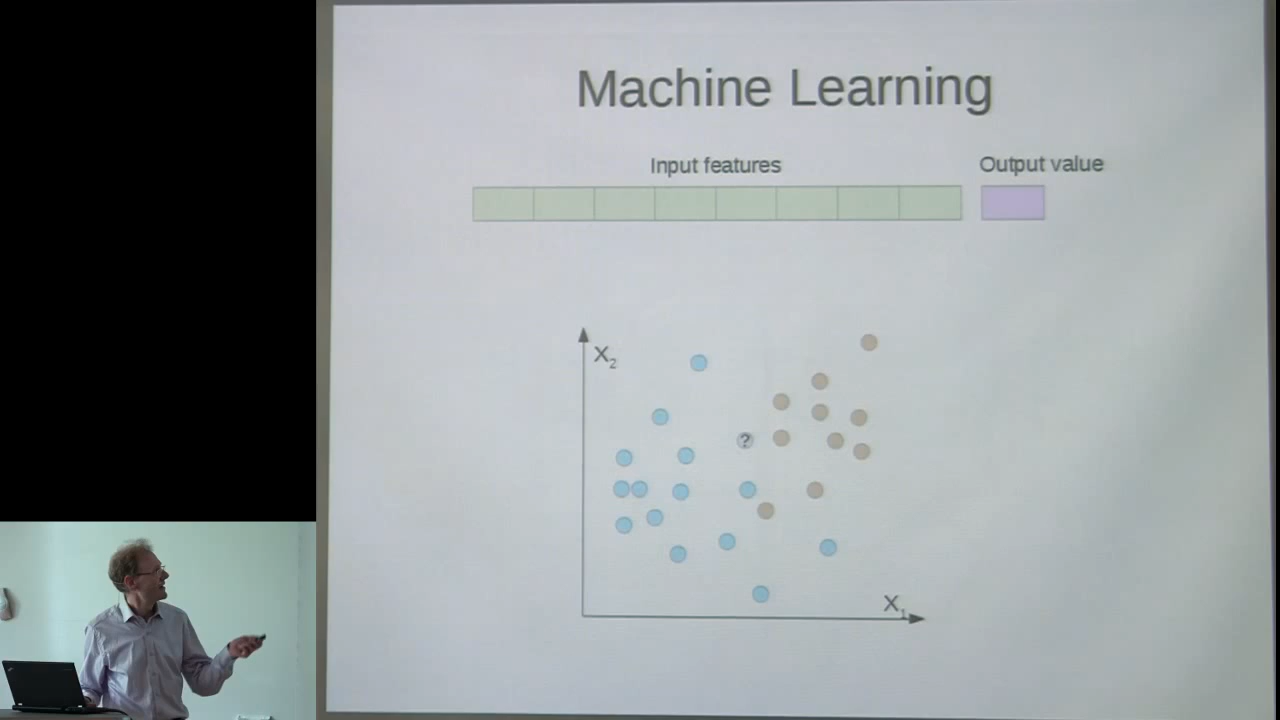 Machine Learning
Input features
Output value
X2
?
X1